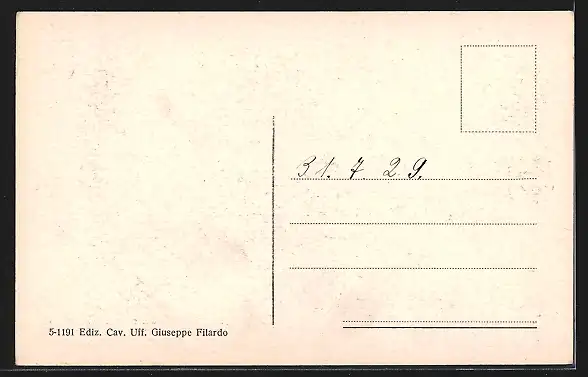 31. 7. 29.
5-1191 Ediz. Cav. Uff. Giuseppe Filardo